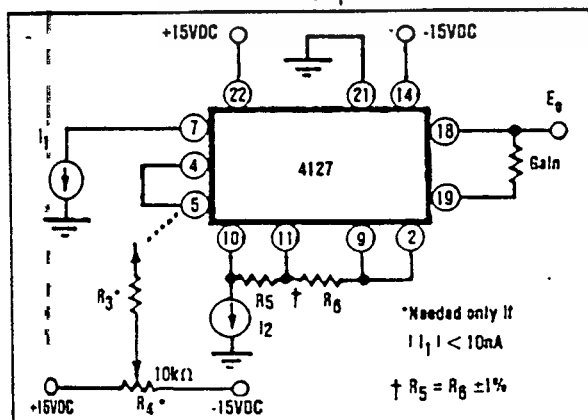 +15VDC
-15VDC
22
21
14
E₀
I₁
7
18
4
4127
Gain
5
19
10
11
9
2
R₃*
R₅
†
R₆
I₂
*Needed only if
| I₁ | < 10nA
10kΩ
+15VDC
R₄*
-15VDC
† R₅ = R₆ ±1%